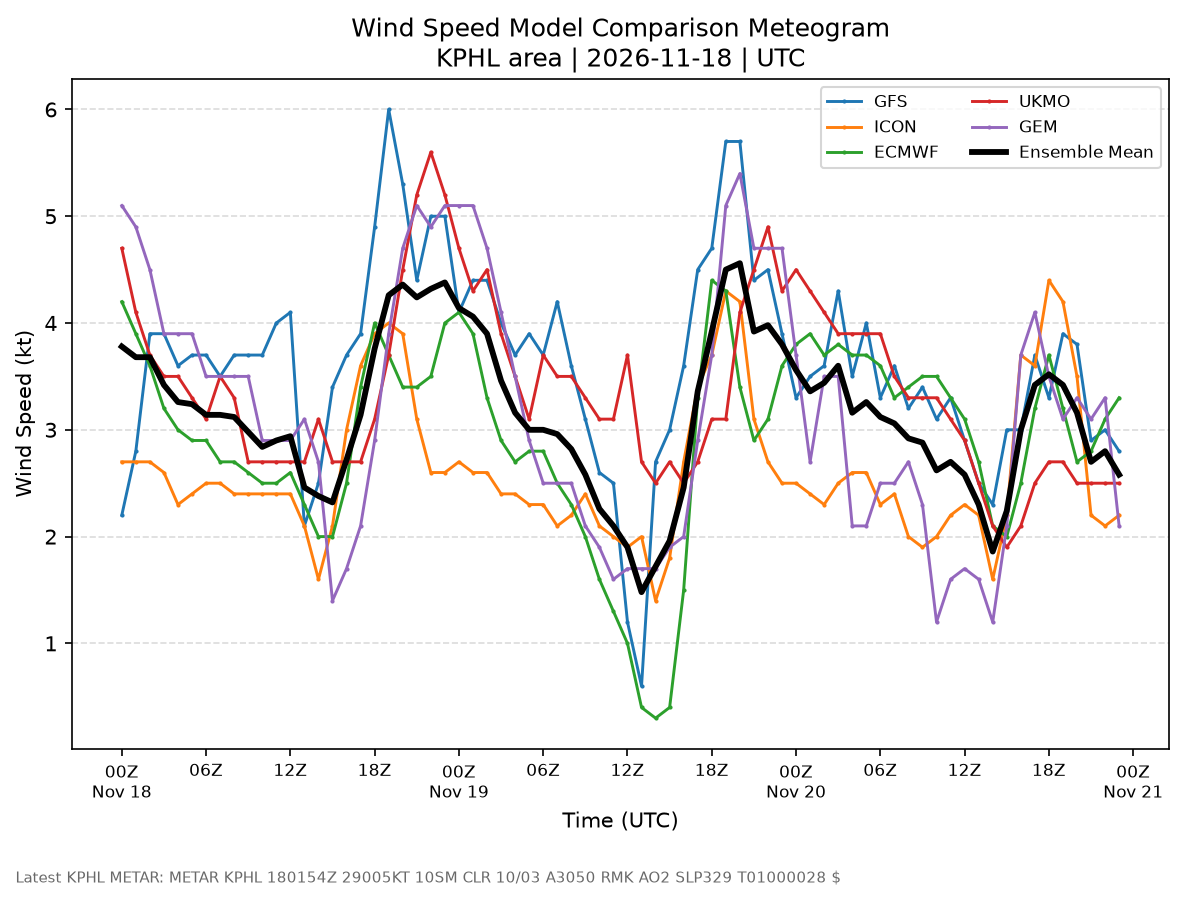 Wind Speed Model Comparison Meteogram
KPHL area | 2026-11-18 | UTC
GFS
ICON
ECMWF
UKMO
GEM
Ensemble Mean
Wind Speed (kt)
6
5
4
3
2
1
00Z 06Z 12Z 18Z 00Z 06Z 12Z 18Z 00Z 06Z 12Z 18Z 00Z
Nov 18 Nov 19 Nov 20 Nov 21
Time (UTC)
Latest KPHL METAR: METAR KPHL 180154Z 29005KT 10SM CLR 10/03 A3050 RMK AO2 SLP329 T01000028 $